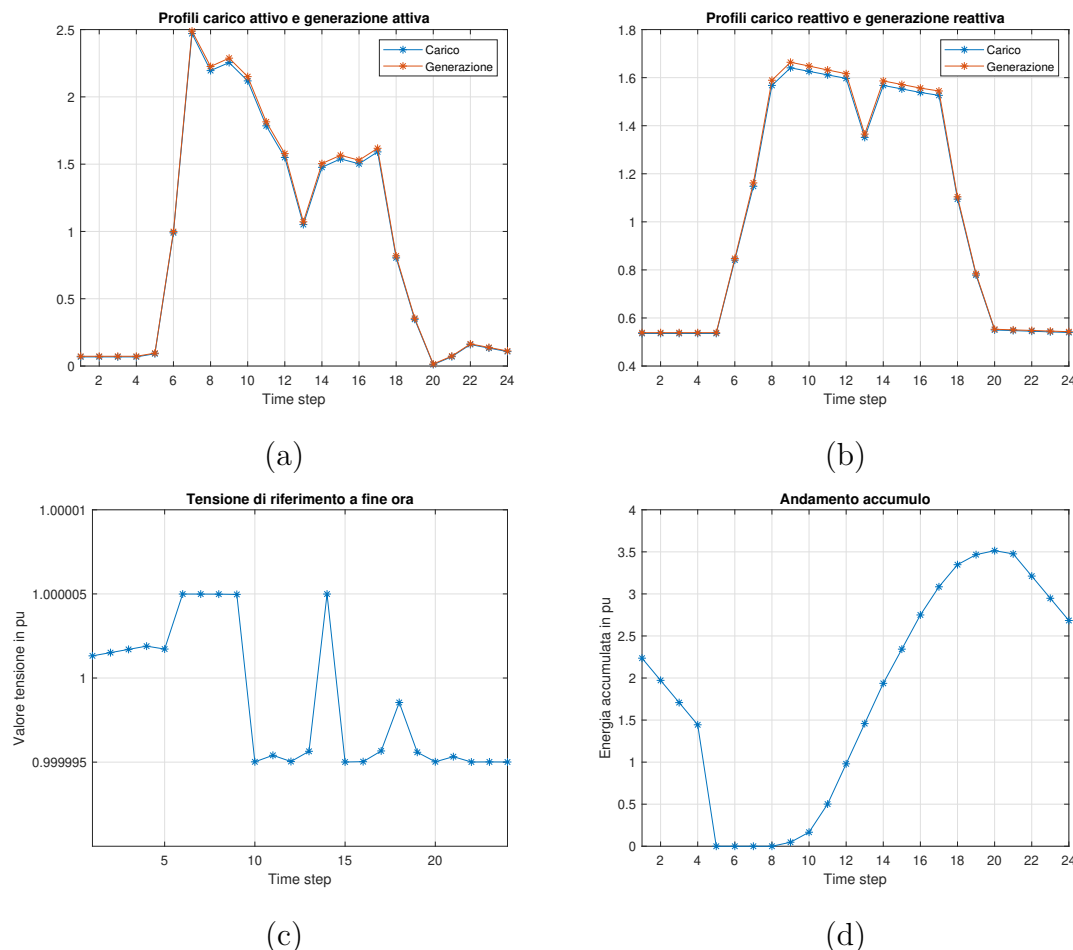 Profili carico attivo e generazione attiva
2.5
2
1.5
1
0.5
0
Carico
Generazione
2 4 6 8 10 12 14 16 18 20 22 24
Time step
(a)
Profili carico reattivo e generazione reattiva
1.8
1.6
1.4
1.2
1
0.8
0.6
0.4
Carico
Generazione
2 4 6 8 10 12 14 16 18 20 22 24
Time step
(b)
Tensione di riferimento a fine ora
Valore tensione in pu
1.00001
1.000005
1
0.999995
5 10 15 20
Time step
(c)
Andamento accumulo
Energia accumulata in pu
4
3.5
3
2.5
2
1.5
1
0.5
0
2 4 6 8 10 12 14 16 18 20 22 24
Time step
(d)